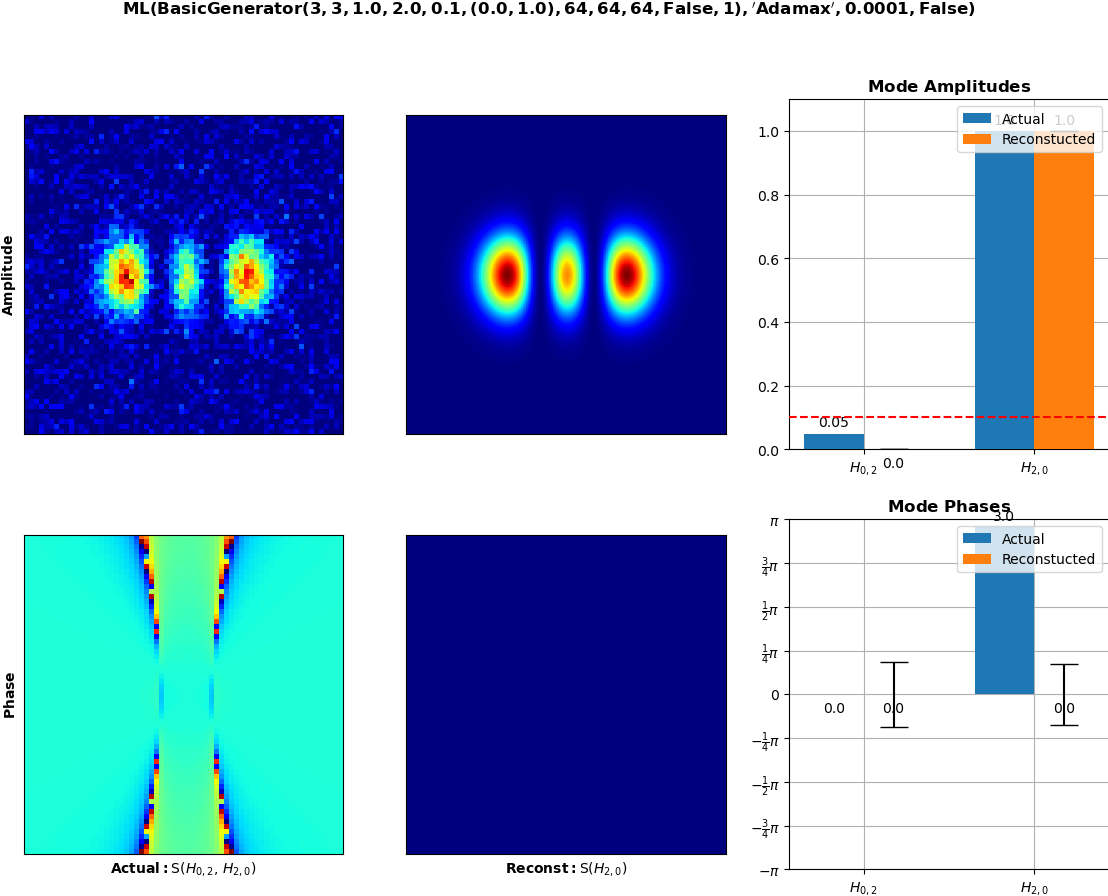 ML(BasicGenerator(3, 3, 1.0, 2.0, 0.1, (0.0, 1.0), 64, 64, 64, False, 1), ′Adamax′, 0.0001, False)
Amplitude
Mode Amplitudes
1.0
0.8
0.6
0.4
0.2
0.0
Actual
Reconstucted
1.0
0.05
0.0
H0,2
H2,0
Phase
Actual: S(H0,2, H2,0)
Reconst: S(H2,0)
Mode Phases
π
3/4π
1/2π
1/4π
0
−1/4π
−1/2π
−3/4π
−π
3.0
Actual
Reconstucted
0.0
0.0
0.0
H0,2
H2,0